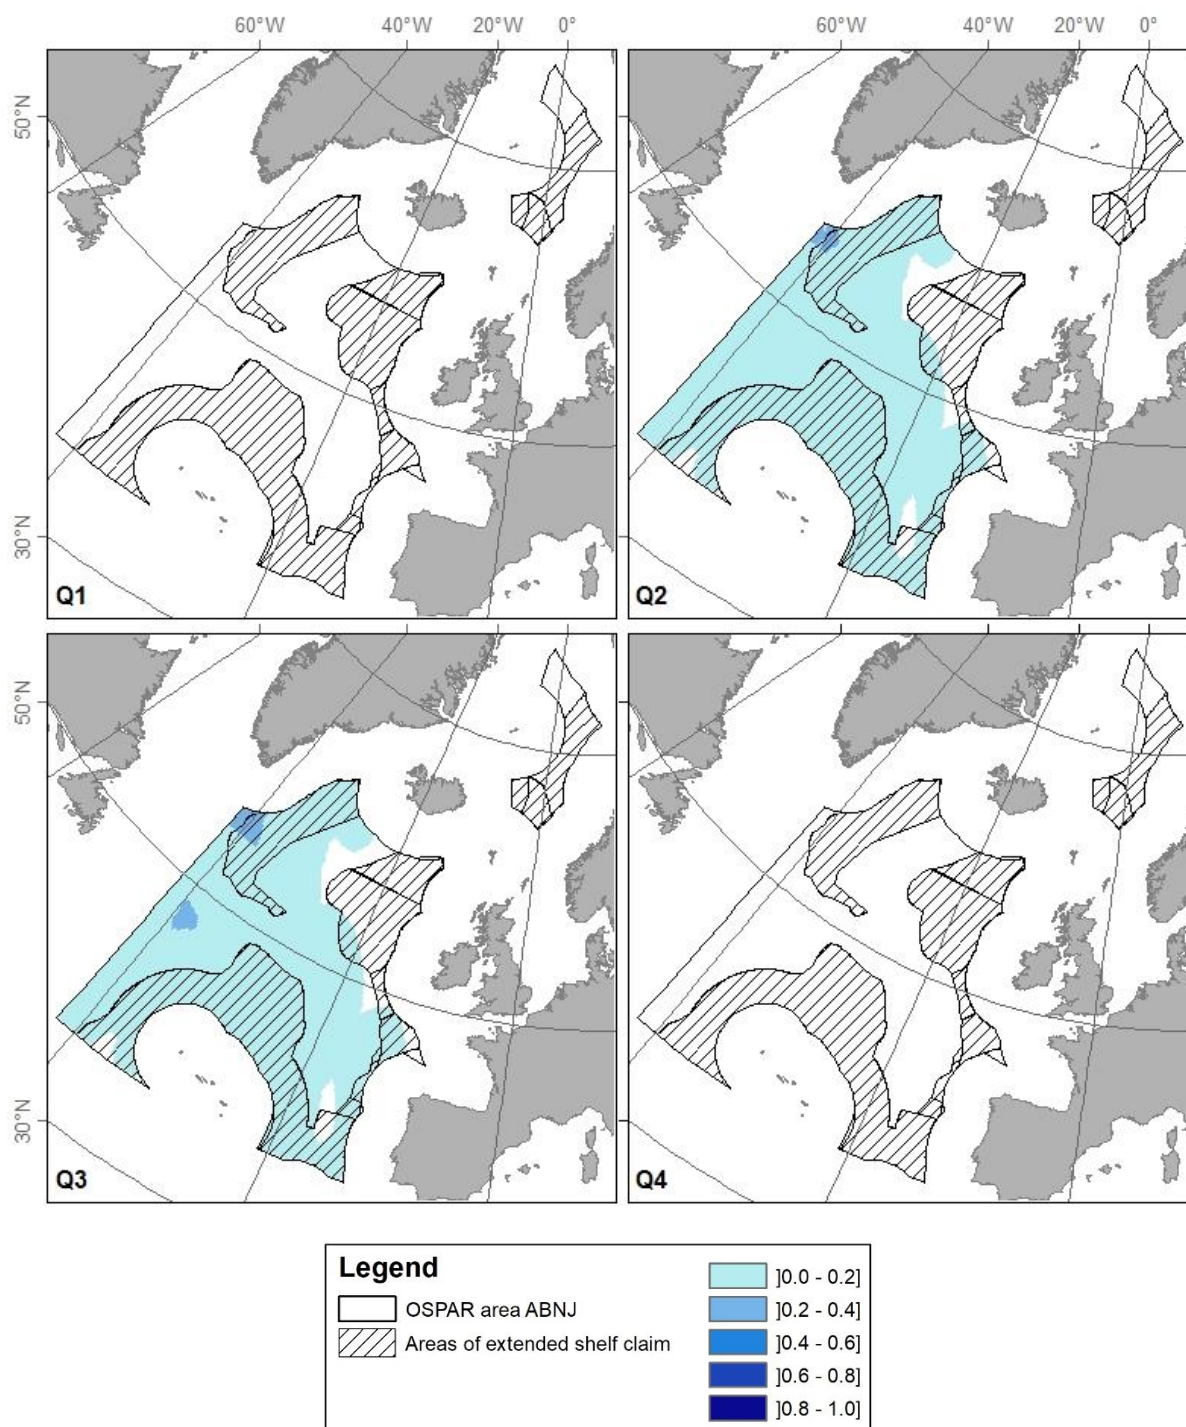 60°W 40°W 20°W 0° 60°W 40°W 20°W 0°
50°N
30°N
Q1 Q2
50°N
30°N
Q3 Q4
Legend
OSPAR area ABNJ
Areas of extended shelf claim
]0.0 - 0.2]
]0.2 - 0.4]
]0.4 - 0.6]
]0.6 - 0.8]
]0.8 - 1.0]